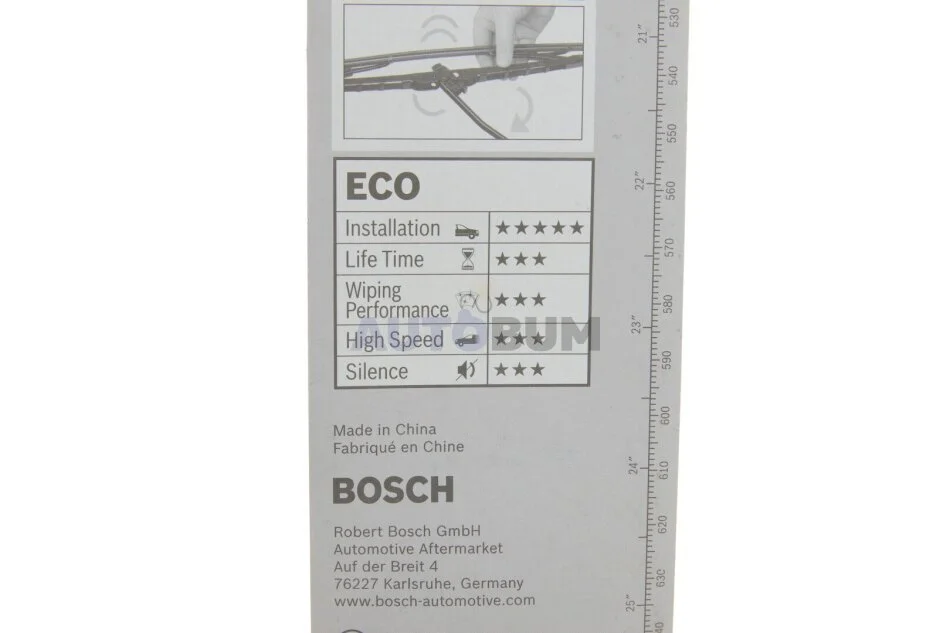 ECO
Installation ★★★★★
Life Time ★★★
Wiping
Performance ★★★
High Speed ★★★
Silence ★★★
AUTOBUM
Made in China
Fabriqué en Chine
BOSCH
Robert Bosch GmbH
Automotive Aftermarket
Auf der Breit 4
76227 Karlsruhe, Germany
www.bosch-automotive.com
530
21"
540
550
22"
560
570
580
23"
590
600
24"
610
620
630
25"